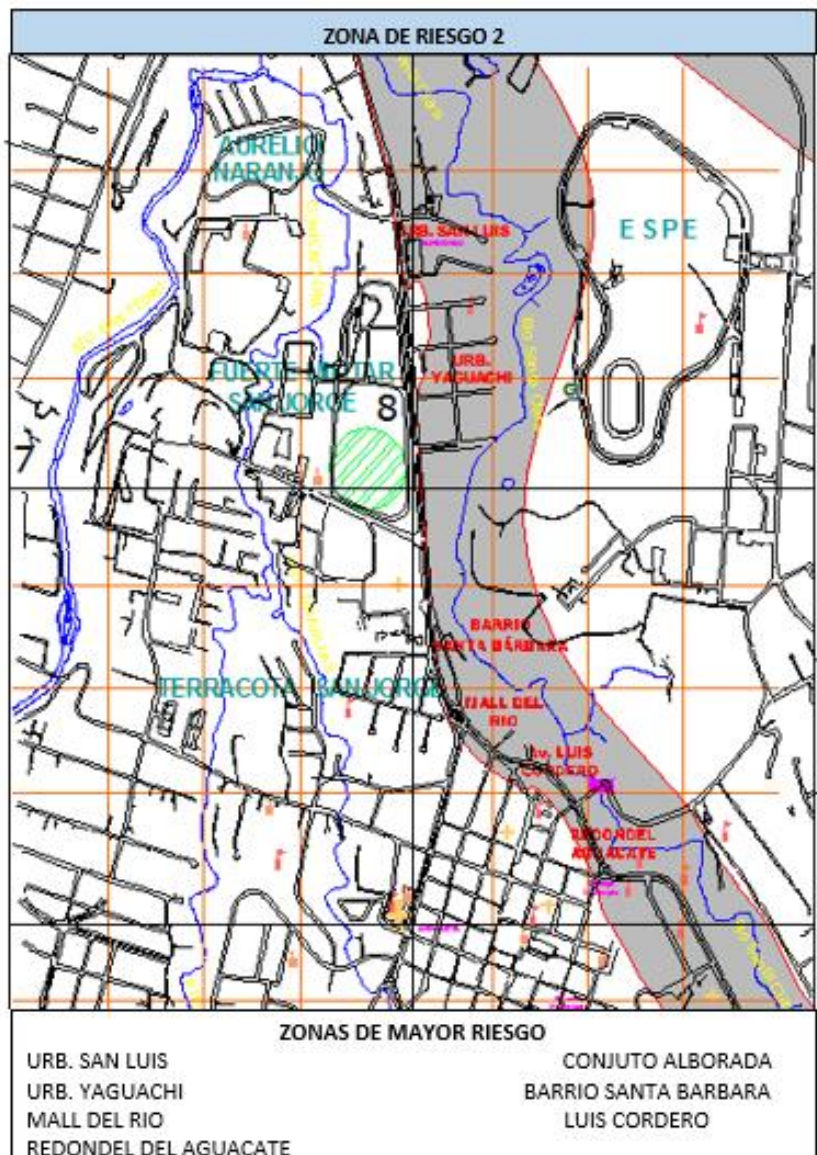 ZONA DE RIESGO 2
AURELIO
NARANJO
ESPE
URB. SAN LUIS
URB.
YAGUACHI
FUERTE MILITAR
SAN JORGE
8
7
BARRIO
SANTA BÁRBARA
TERRACOTA SAN JORGE
MALL DEL
RIO
Av. LUIS
CORDERO
REDONDEL
AGUACATE
ZONAS DE MAYOR RIESGO
URB. SAN LUIS
CONJUTO ALBORADA
URB. YAGUACHI
BARRIO SANTA BARBARA
MALL DEL RIO
LUIS CORDERO
REDONDEL DEL AGUACATE